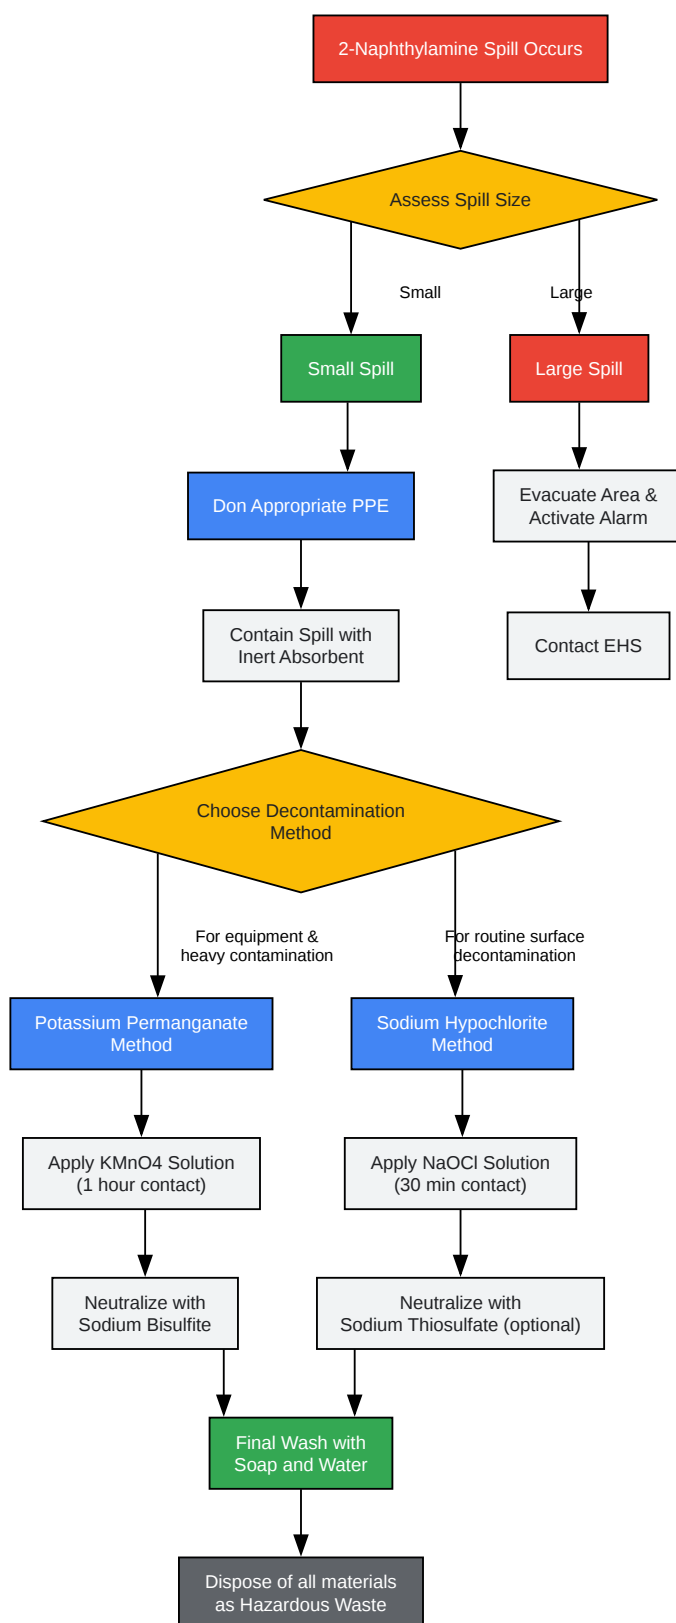 2-Naphthylamine Spill Occurs
Assess Spill Size
Small
Large
Small Spill
Large Spill
Don Appropriate PPE
Evacuate Area &
Activate Alarm
Contain Spill with
Inert Absorbent
Contact EHS
Choose Decontamination
Method
For equipment &
heavy contamination
For routine surface
decontamination
Potassium Permanganate
Method
Sodium Hypochlorite
Method
Apply KMnO4 Solution
(1 hour contact)
Apply NaOCl Solution
(30 min contact)
Neutralize with
Sodium Bisulfite
Neutralize with
Sodium Thiosulfate (optional)
Final Wash with
Soap and Water
Dispose of all materials
as Hazardous Waste